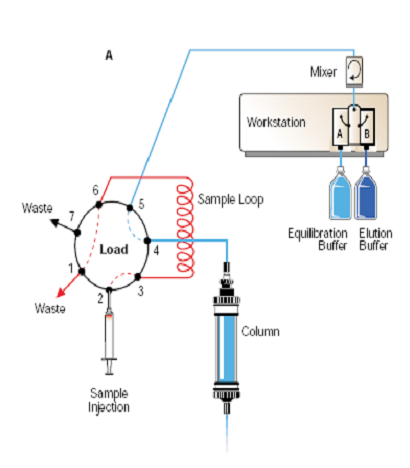 A
Mixer
Workstation
A
B
Equilibration
Buffer
Elution
Buffer
Sample Loop
6
5
7
Waste
Load
4
1
2
3
Waste
Column
Sample
Injection